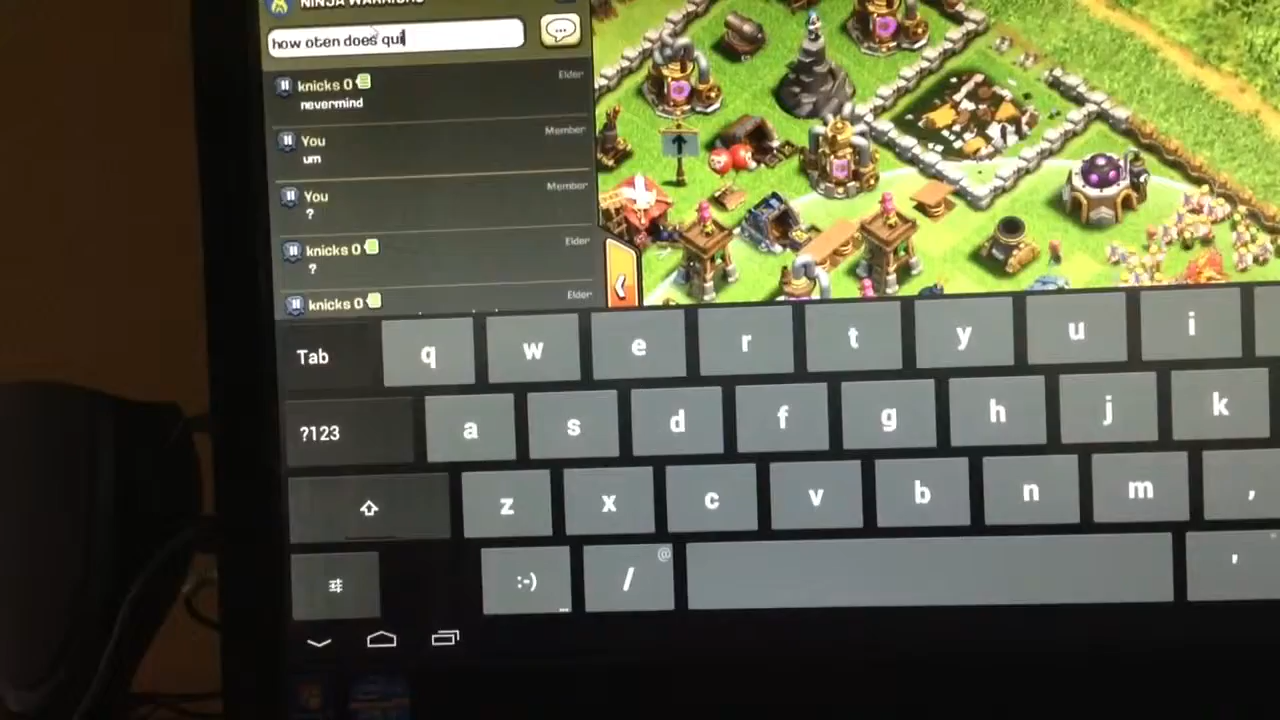 NINJA WARRIORS
how oten does qui
knicks 0
Elder
nevermind
You
Member
um
You
Member
?
knicks 0
Elder
?
knicks 0
Elder
Tab
q w e r t y u i
?123
a s d f g h j k
z x c v b n m ,
:-)
...
/
@
'